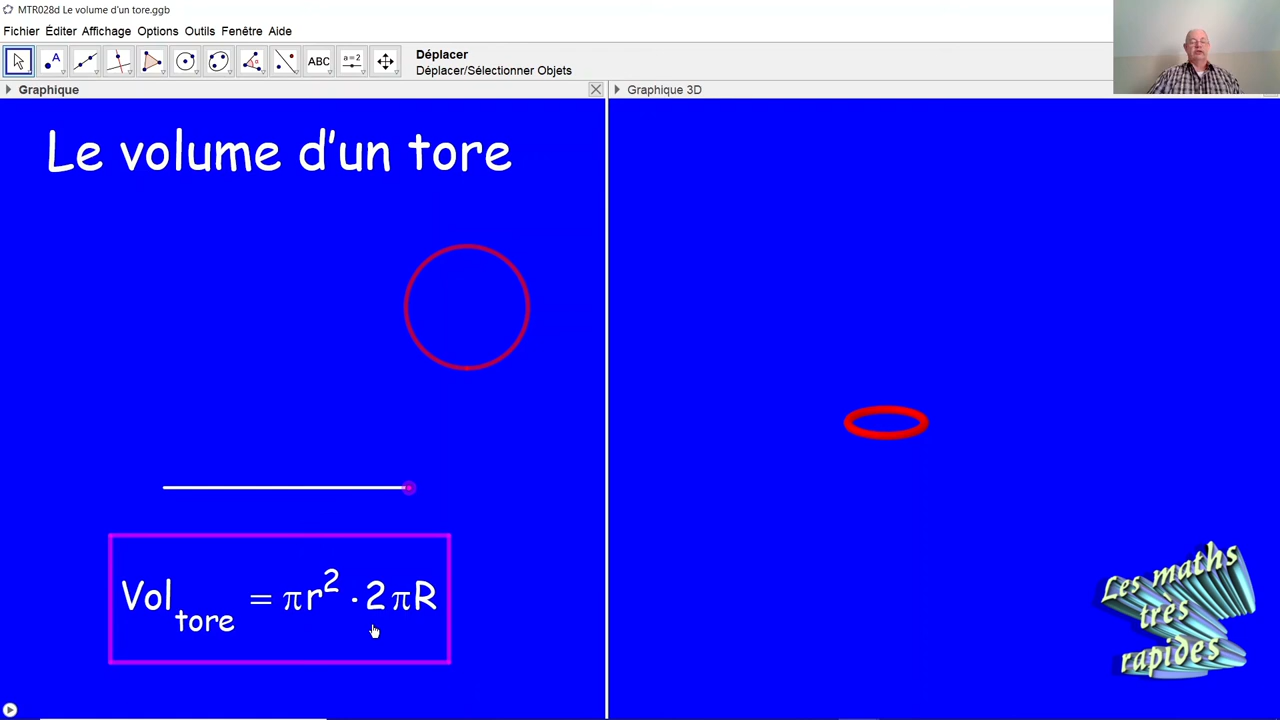 MTR028d Le volume d'un tore.ggb
Fichier Éditer Affichage Options Outils Fenêtre Aide
A
ABC
a=2
Déplacer
Déplacer/Sélectionner Objets
Graphique
Graphique 3D
Le volume d'un tore
Vol tore = πr² · 2πR
Les maths
très
rapides